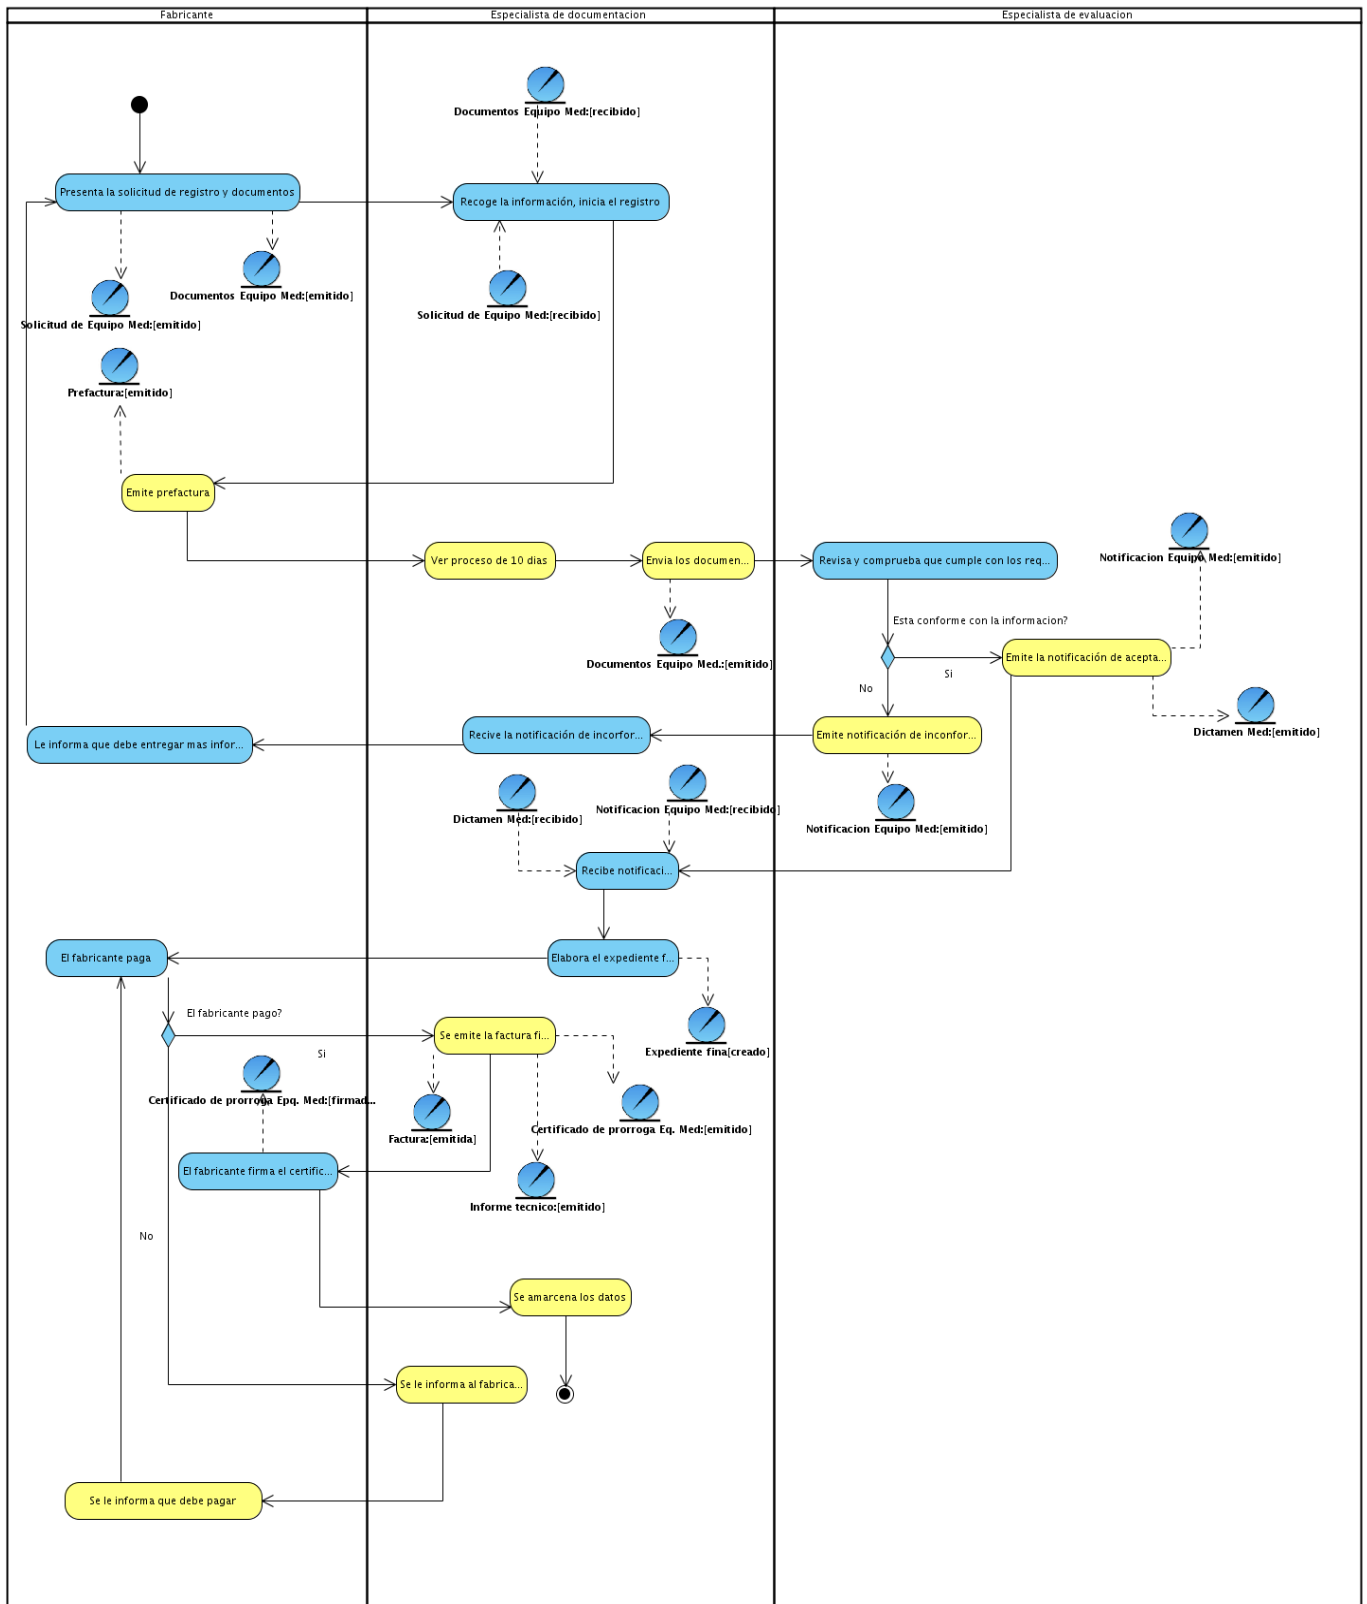 Fabricante
Especialista de documentacion
Especialista de evaluacion
Documentos Equipo Med:[recibido]
Presenta la solicitud de registro y documentos
Recoge la información, inicia el registro
Documentos Equipo Med:[emitido]
Solicitud de Equipo Med:[emitido]
Solicitud de Equipo Med:[recibido]
Prefactura:[emitido]
Emite prefactura
Ver proceso de 10 dias
Envia los documen...
Revisa y comprueba que cumple con los req...
Notificacion Equipo Med:[emitido]
Esta conforme con la informacion?
Documentos Equipo Med.:[emitido]
Emite la notificación de acepta...
Si
No
Dictamen Med:[emitido]
Le informa que debe entregar mas infor...
Recive la notificación de incorfor...
Emite notificación de inconfor...
Dictamen Med:[recibido]
Notificacion Equipo Med:[recibido]
Notificacion Equipo Med:[emitido]
Recibe notificaci...
El fabricante paga
Elabora el expediente f...
El fabricante pago?
Se emite la factura fi...
Si
Expediente fina[creado]
Certificado de prorroga Epq. Med:[firmad...
Factura:[emitida]
Certificado de prorroga Eq. Med:[emitido]
El fabricante firma el certific...
Informe tecnico:[emitido]
No
Se amarcena los datos
Se le informa al fabrica...
Se le informa que debe pagar